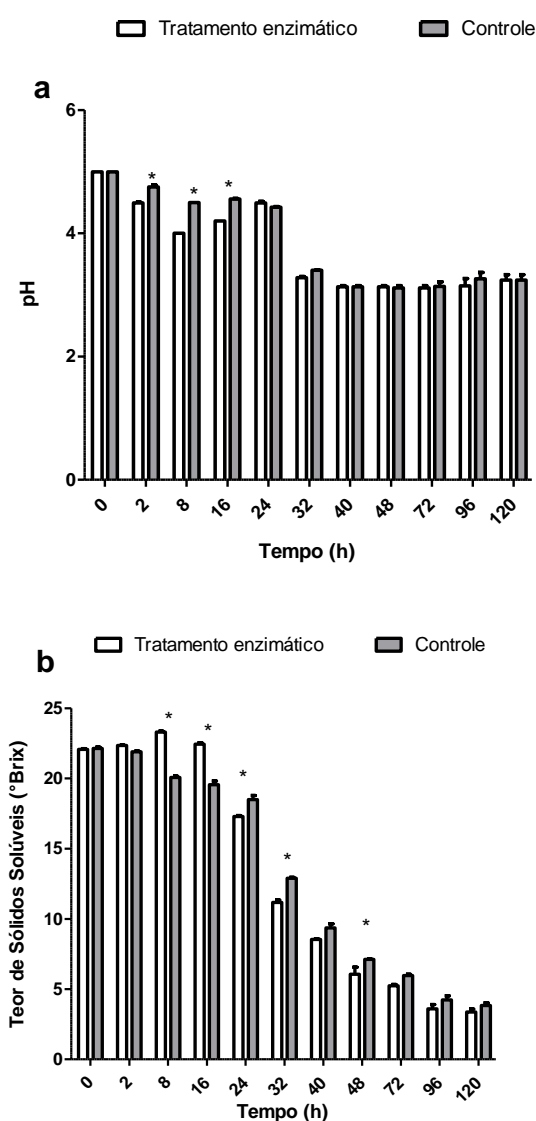 Tratamento enzimático Controle
a
6
4
2
0
pH
0 2 8 16 24 32 40 48 72 96 120
* * *
Tempo (h)
Tratamento enzimático Controle
b
25
20
15
10
5
0
Teor de Sólidos Solúveis (°Brix)
* * * * *
0 2 8 16 24 32 40 48 72 96 120
Tempo (h)